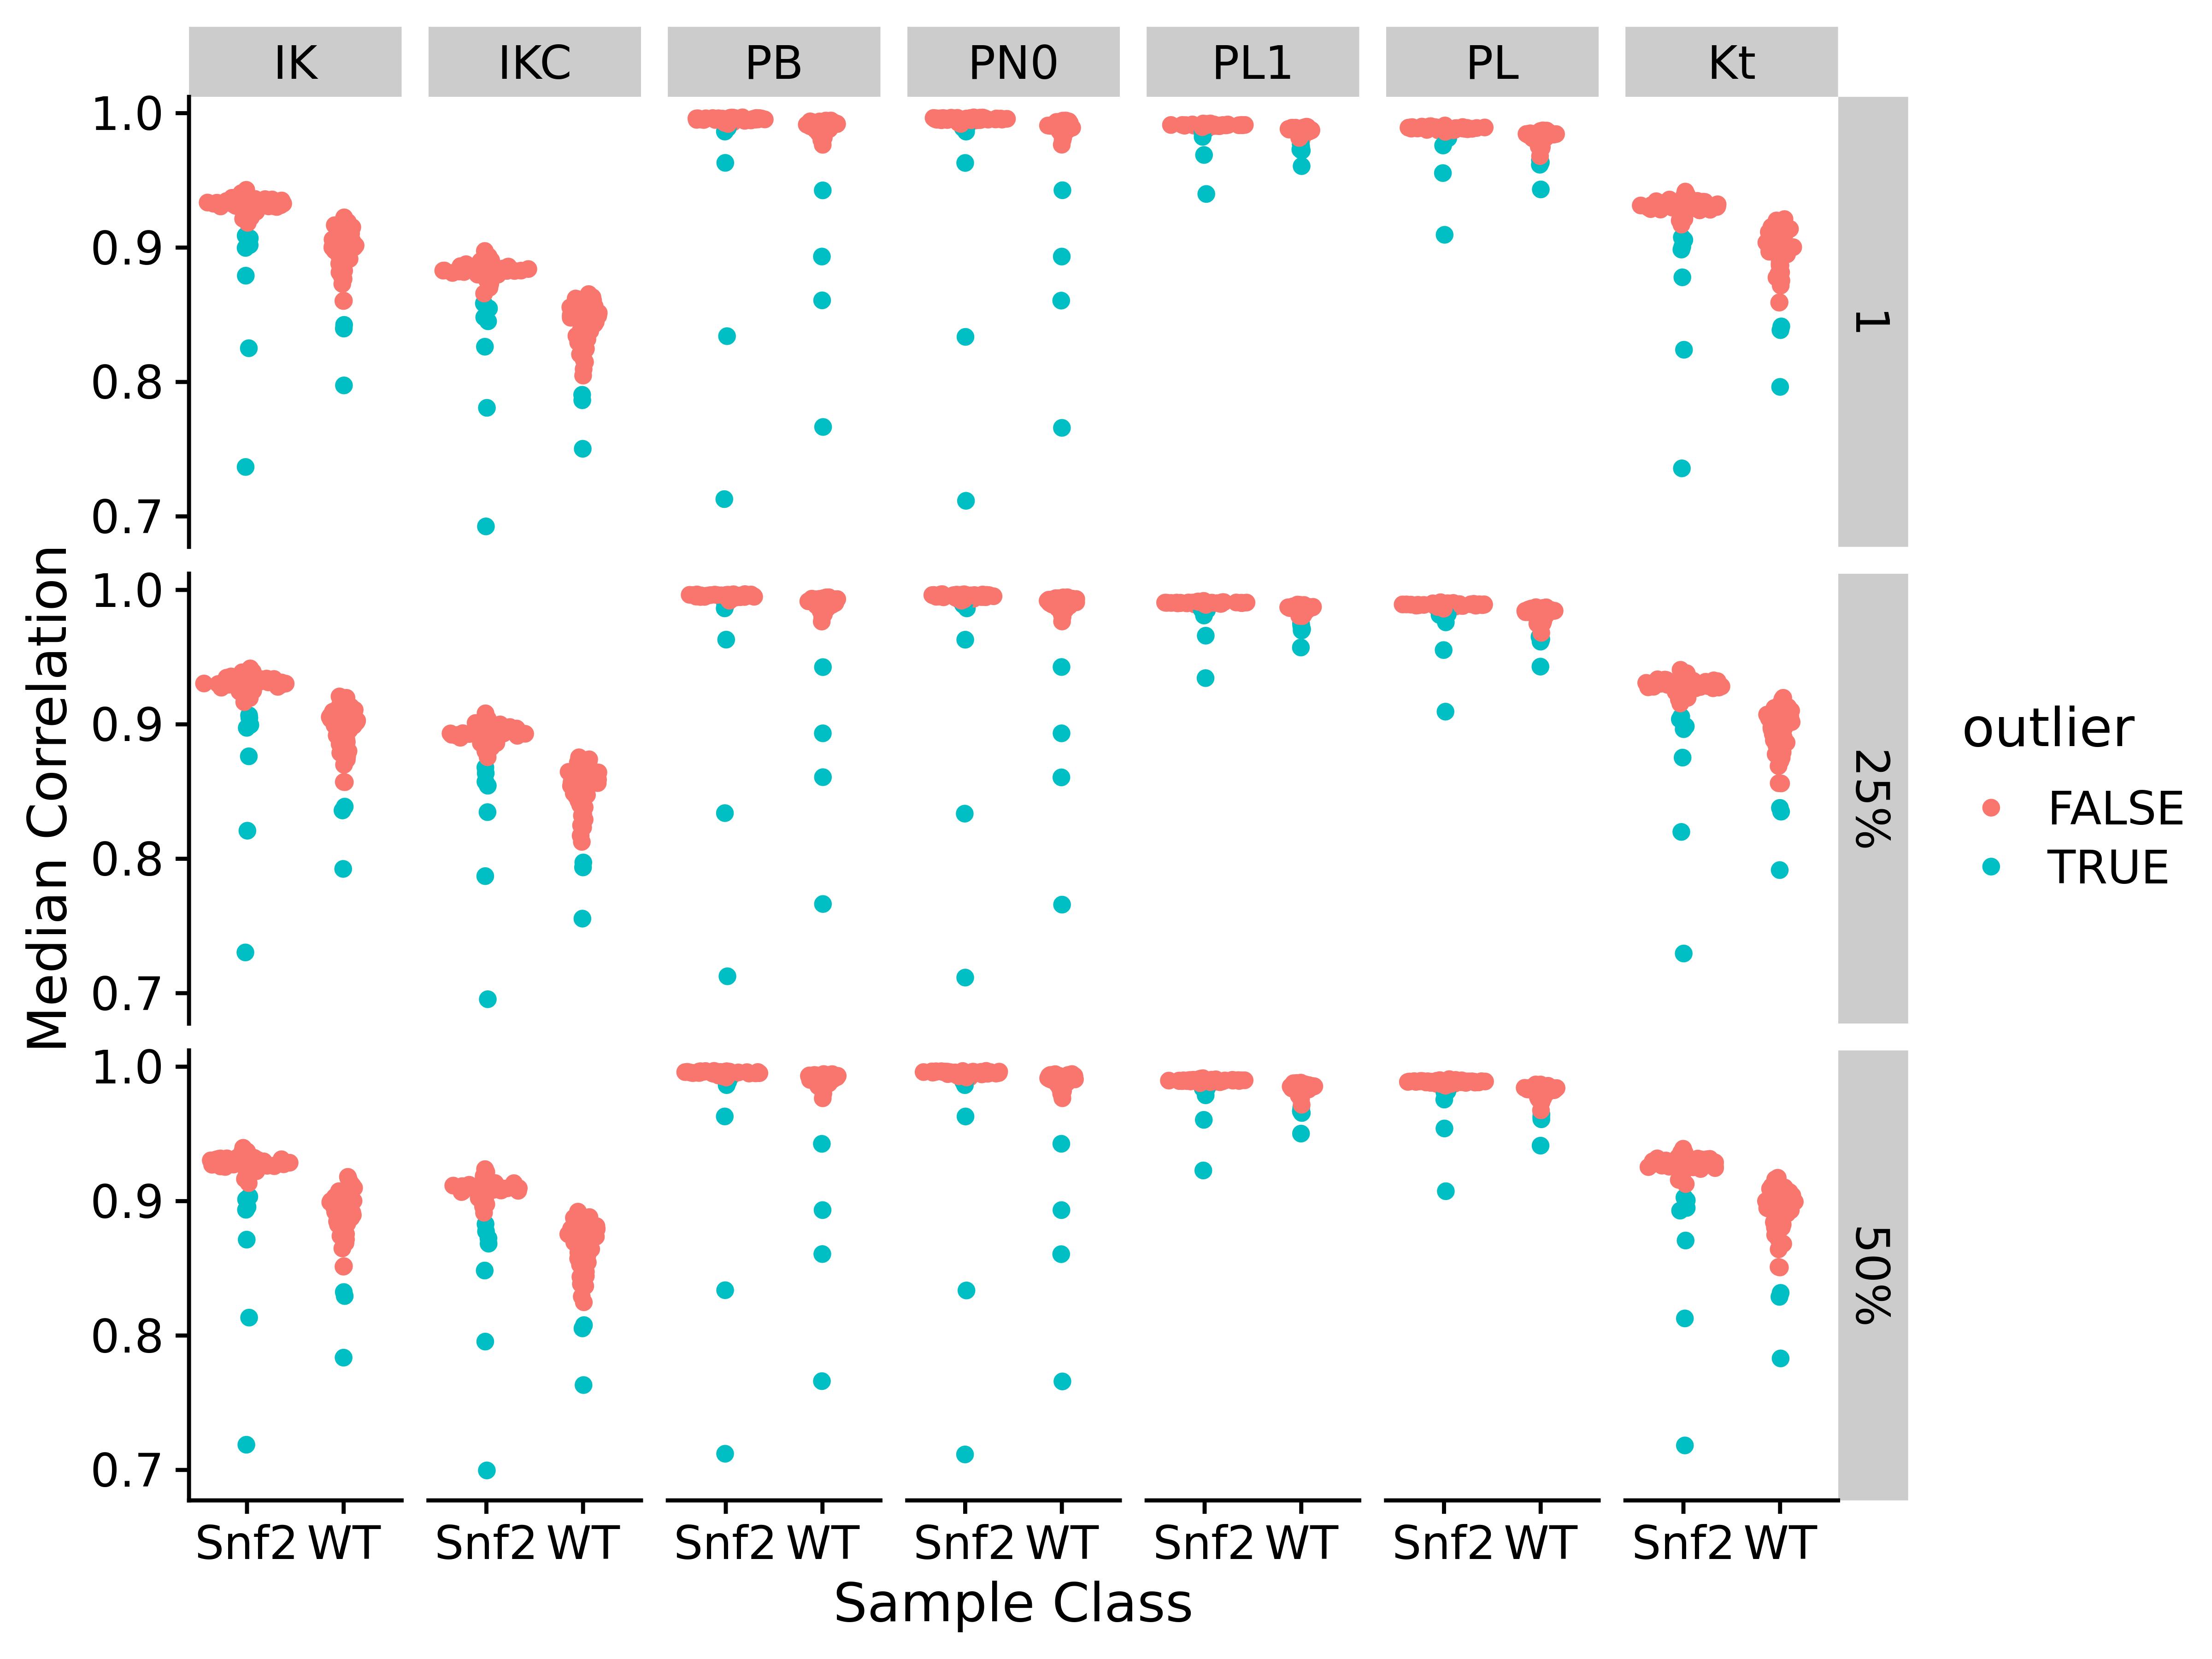 IK IKC PB PN0 PL1 PL Kt
1.0
0.9
0.8
0.7
1
1.0
0.9
0.8
0.7
25%
1.0
0.9
0.8
0.7
50%
Median Correlation
Snf2 WT Snf2 WT Snf2 WT Snf2 WT Snf2 WT Snf2 WT Snf2 WT
Sample Class
outlier
FALSE
TRUE